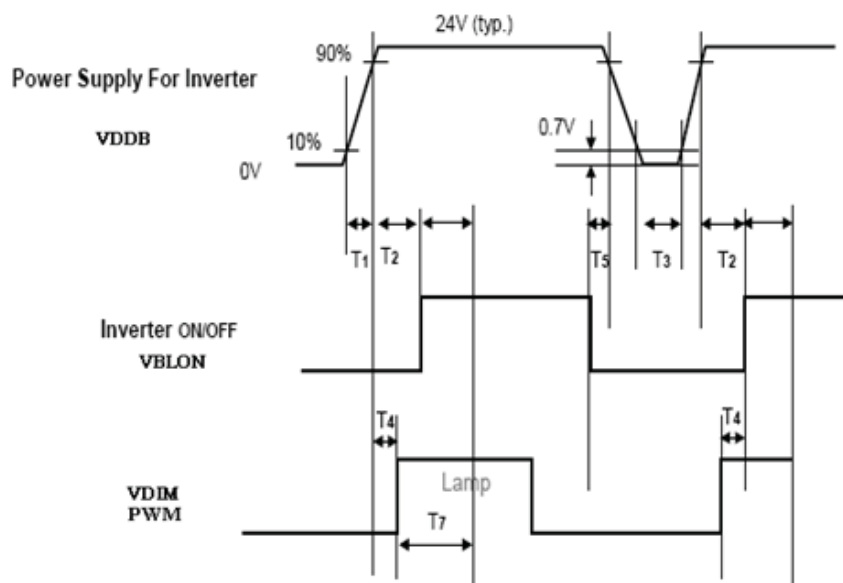 24V (typ.)
90%
Power Supply For Inverter
VDDB
10%
0.7V
0V
T1
T2
T5
T3
T2
Inverter ON/OFF
VBLON
T4
T4
Lamp
VDIM
PWM
T7